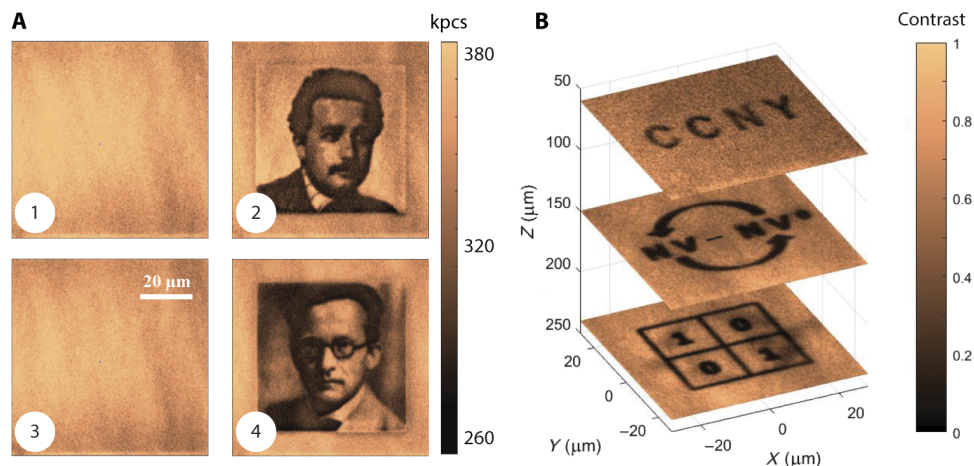 A
kpcs
B
Contrast
1
2
380
320
260
3
20 µm
4
50
100
150
200
250
Z (µm)
CCNY
NV– NV⁰
1 0
0 1
20
0
−20
Y (µm)
−20
0
20
X (µm)
1
0.8
0.6
0.4
0.2
0